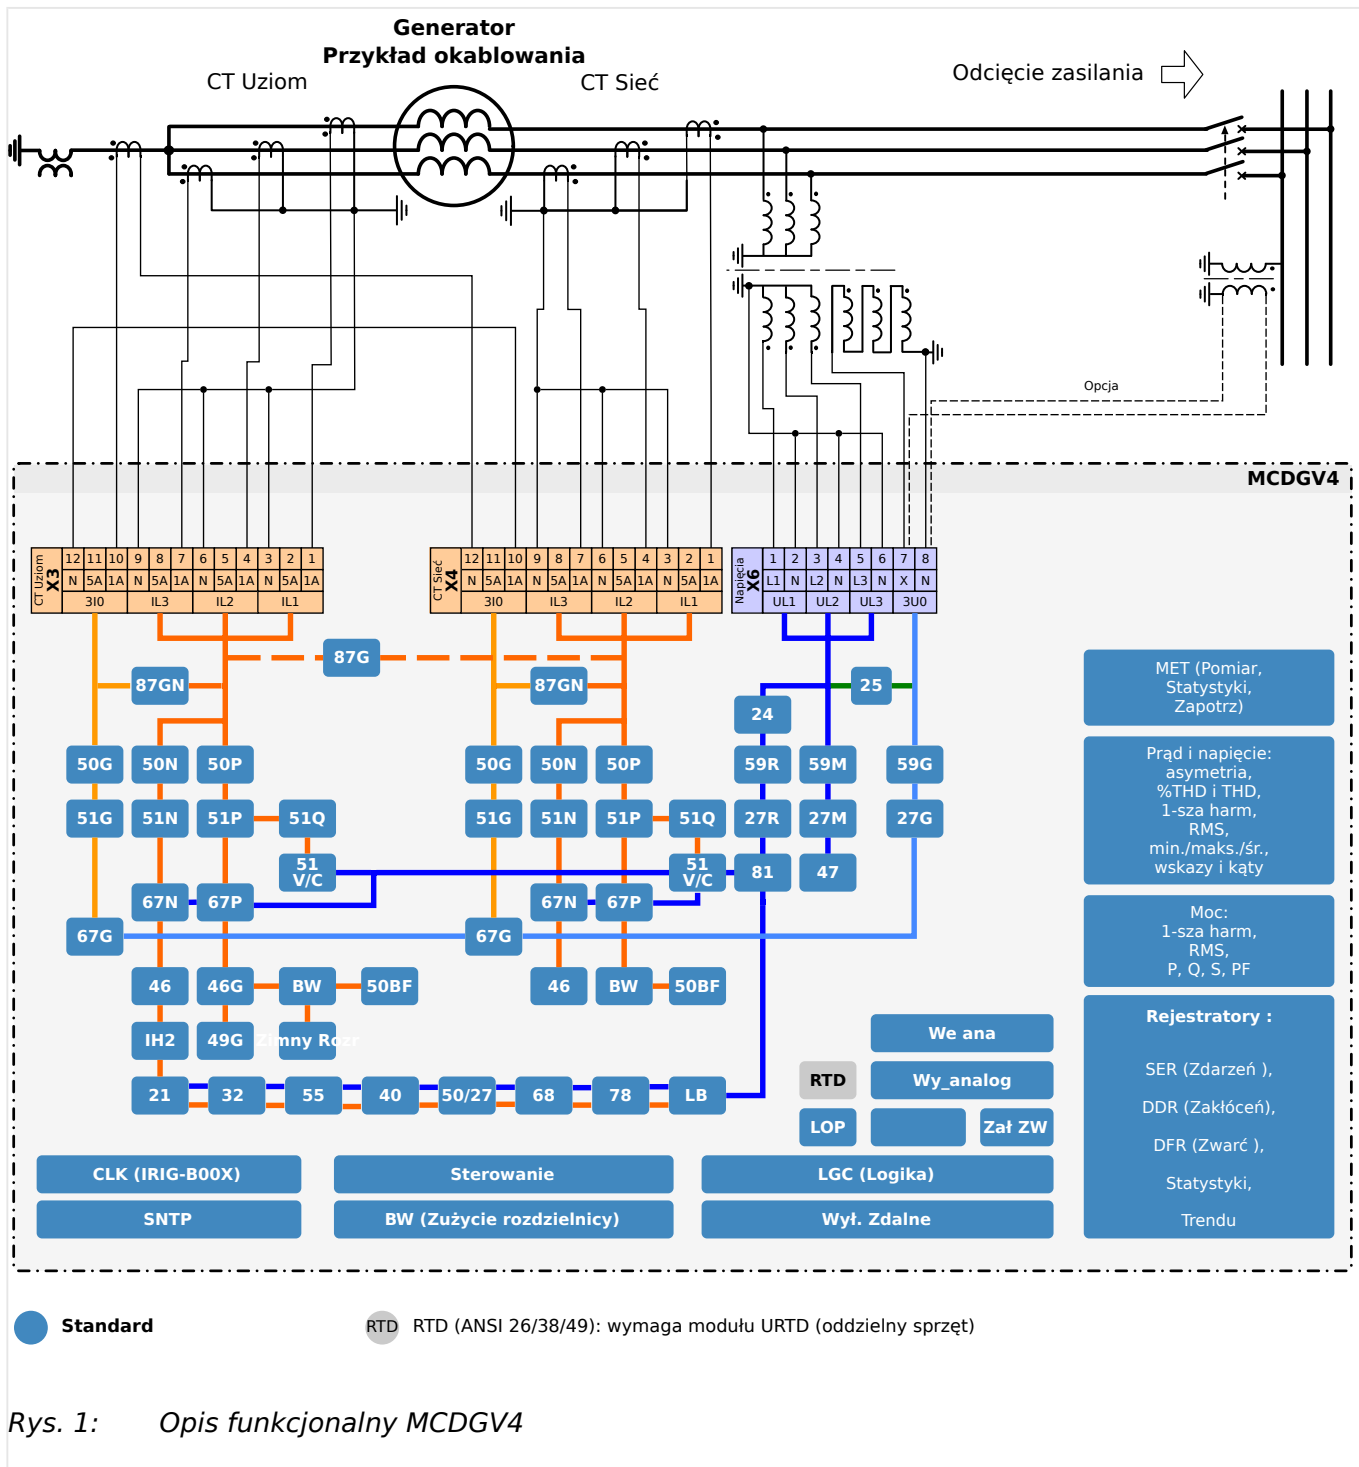 Generator
Przykład okablowania
CT Uziom
CT Sieć
Odcięcie zasilania
Opcja
MCDGV4
CT Uziom
X3
12 11 10 9 8 7 6 5 4 3 2 1
N 5A 1A N 5A 1A N 5A 1A N 5A 1A
3I0 IL3 IL2 IL1
CT Sieć
X4
12 11 10 9 8 7 6 5 4 3 2 1
N 5A 1A N 5A 1A N 5A 1A N 5A 1A
3I0 IL3 IL2 IL1
Napięcia
X6
1 2 3 4 5 6 7 8
L1 N L2 N L3 N X N
UL1 UL2 UL3 3U0
87G
87GN 87GN 25
24
50G 50N 50P 50G 50N 50P 59R 59M 59G
51G 51N 51P 51Q 51G 51N 51P 51Q 27R 27M 27G
51
V/C
51
V/C
81 47
67N 67P 67N 67P
67G 67G
46 46G BW 50BF 46 BW 50BF
IH2 49G Zimny Rozr
21 32 55 40 50/27 68 78 LB
We ana
RTD Wy_analog
LOP Zał ZW
CLK (IRIG-B00X) Sterowanie LGC (Logika)
SNTP BW (Zużycie rozdzielnicy) Wył. Zdalne
MET (Pomiar,
Statystyki,
Zapotrz)
Prąd i napięcie:
asymetria,
%THD i THD,
1-sza harm,
RMS,
min./maks./śr.,
wskazy i kąty
Moc:
1-sza harm,
RMS,
P, Q, S, PF
Rejestratory :
SER (Zdarzeń ),
DDR (Zakłóceń),
DFR (Zwarć ),
Statystyki,
Trendu
Standard
RTD RTD (ANSI 26/38/49): wymaga modułu URTD (oddzielny sprzęt)
Rys. 1: Opis funkcjonalny MCDGV4